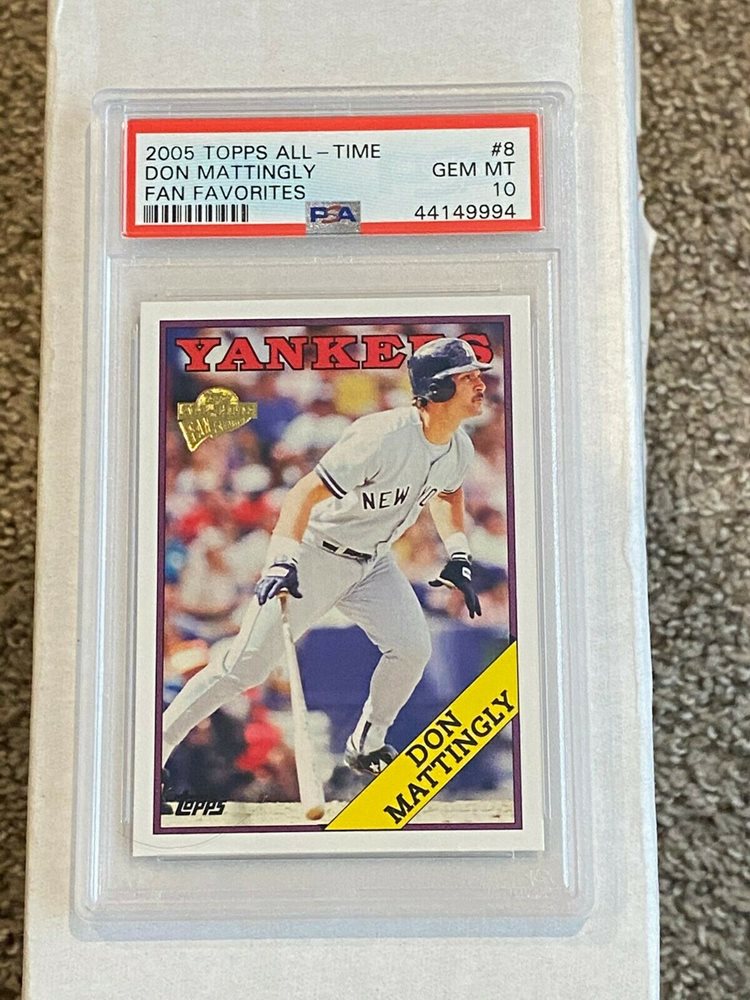 2005 TOPPS ALL-TIME #8
DON MATTINGLY GEM MT
FAN FAVORITES 10
PSA 44149994
YANKEES
FAN
NEW YO
DON
MATTINGLY
TOPPS